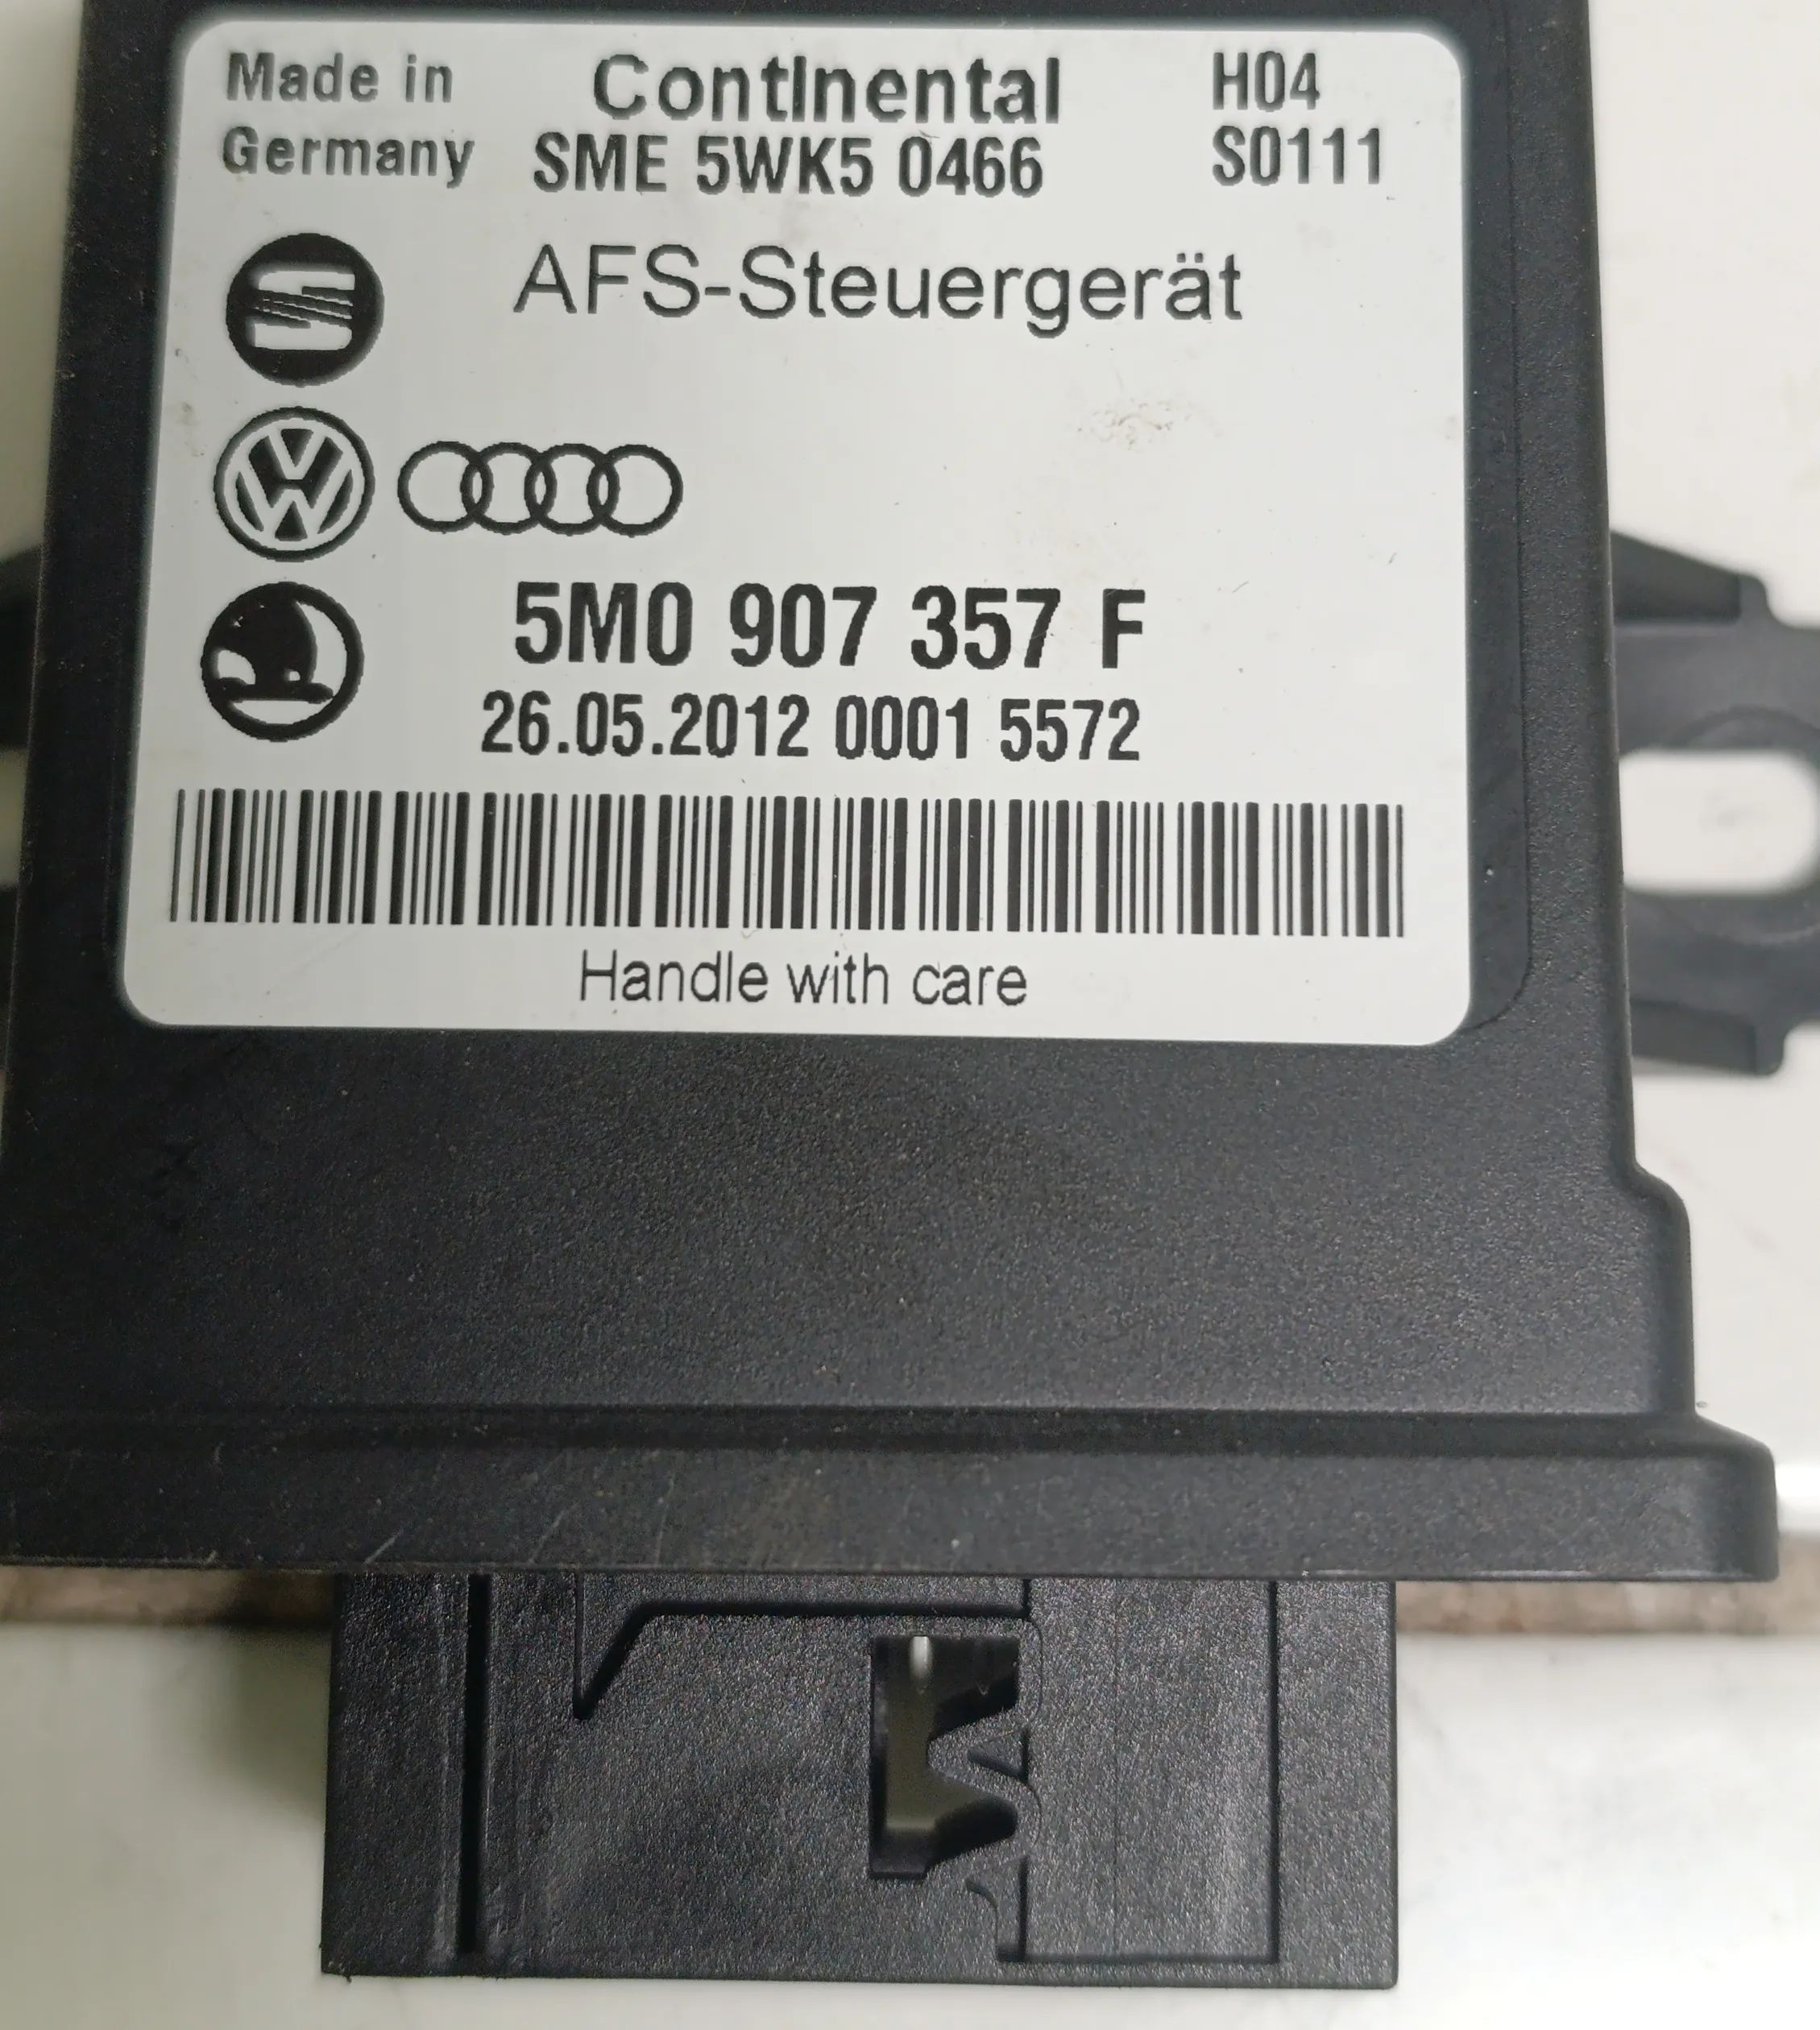 Made in Continental H04
Germany SME 5WK5 0466 S0111
AFS-Steuergerät
5M0 907 357 F
26.05.2012 0001 5572
Handle with care